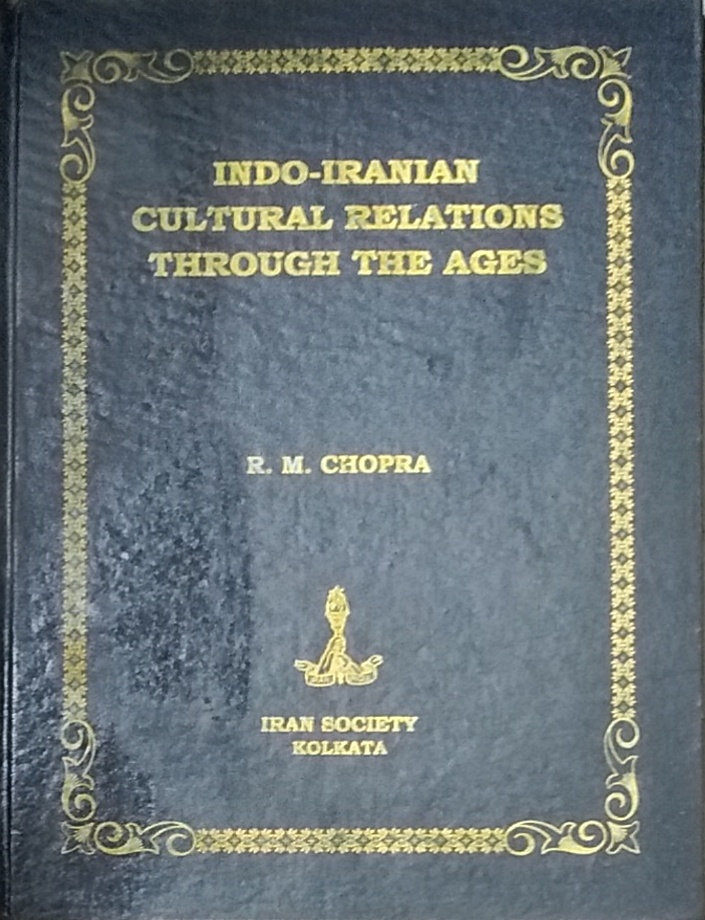 INDO-IRANIAN
CULTURAL RELATIONS
THROUGH THE AGES
R. M. CHOPRA
IRAN SOCIETY
KOLKATA